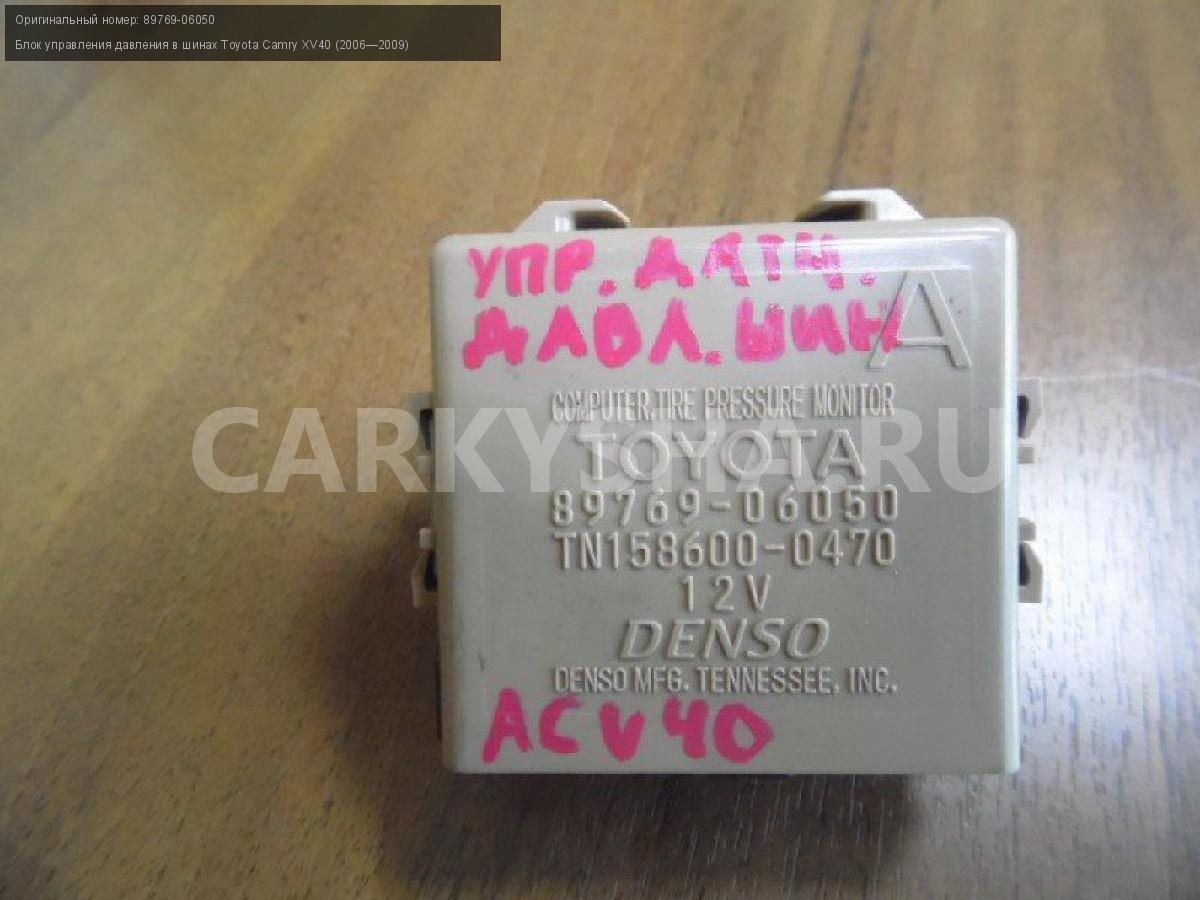 Оригинальный номер: 89769-06050
Блок управления давления в шинах Toyota Camry XV40 (2006—2009)
УПР. ДАТЧ.
ДАВЛ. ШИН
A
COMPUTER.TIRE PRESSURE MONITOR
CARKYSHA.RU
TOYOTA
89769-06050
TN158600-0470
12V
DENSO
DENSO MFG. TENNESSEE, INC.
ACV40